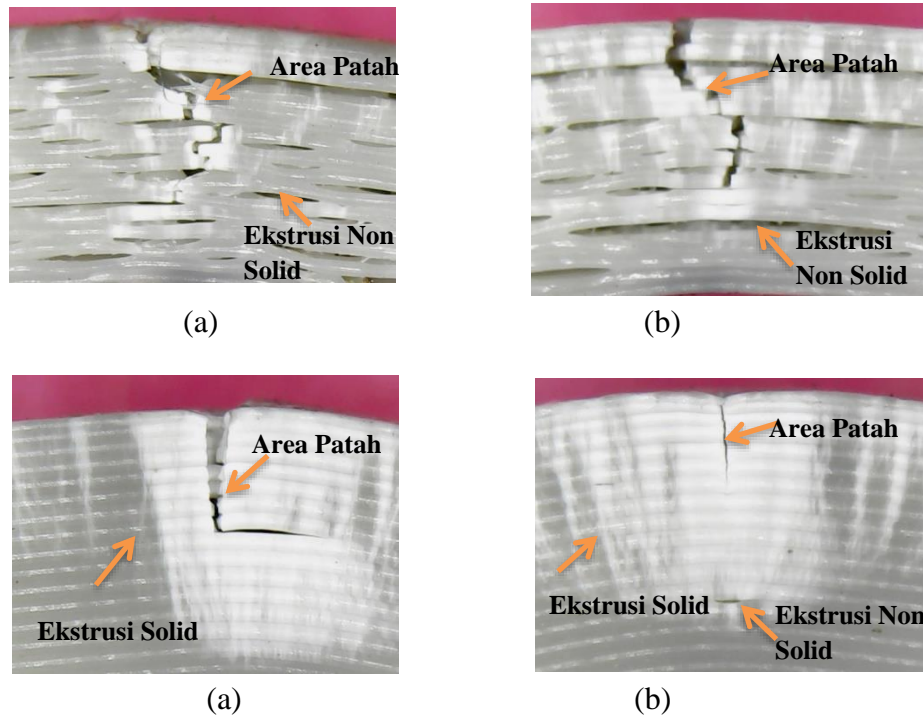 Area Patah
Ekstrusi Non
Solid
(a)
Area Patah
Ekstrusi
Non Solid
(b)
Area Patah
Ekstrusi Solid
(a)
Area Patah
Ekstrusi Solid
Ekstrusi Non
Solid
(b)